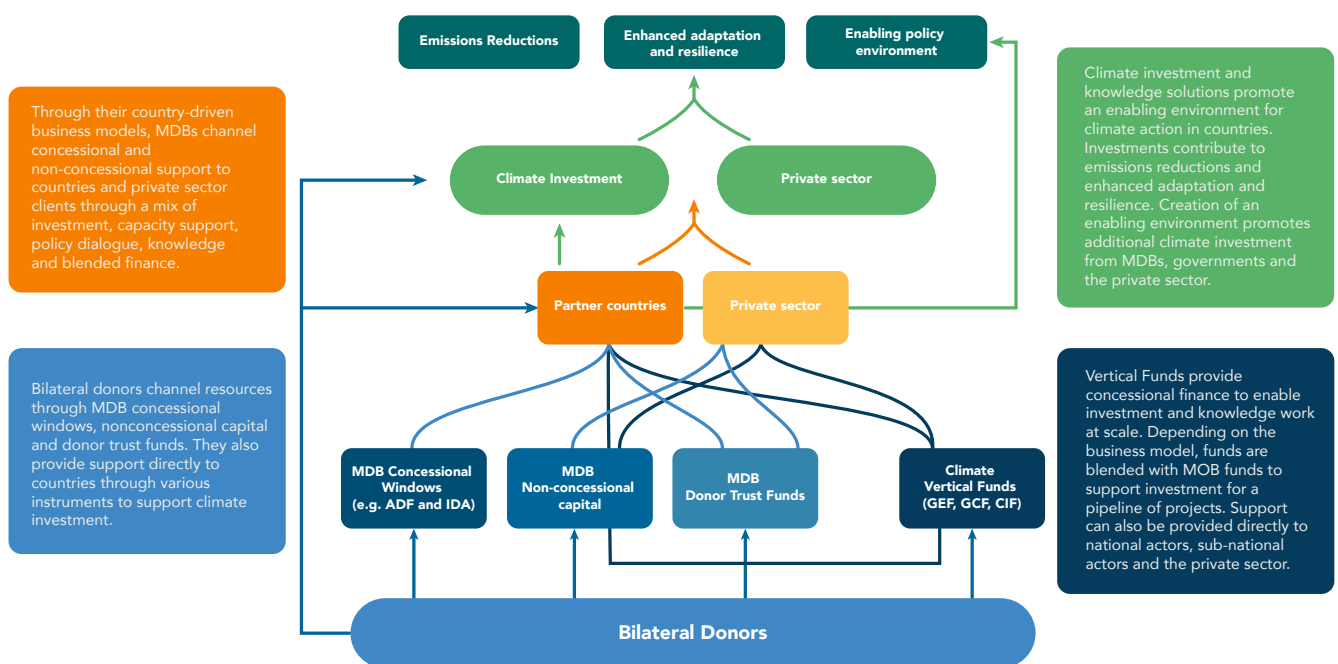 Emissions Reductions
Enhanced adaptation
and resilience
Enabling policy
environment
Through their country-driven
business models, MDBs channel
concessional and
non-concessional support to
countries and private sector
clients through a mix of
investment, capacity support,
policy dialogue, knowledge
and blended finance.
Climate investment and
knowledge solutions promote
an enabling environment for
climate action in countries.
Investments contribute to
emissions reductions and
enhanced adaptation and
resilience. Creation of an
enabling environment promotes
additional climate investment
from MDBs, governments and
the private sector.
Climate Investment
Private sector
Partner countries
Private sector
Bilateral donors channel resources
through MDB concessional
windows, nonconcessional capital
and donor trust funds. They also
provide support directly to
countries through various
instruments to support climate
investment.
MDB Concessional
Windows
(e.g. ADF and IDA)
MDB
Non-concessional
capital
MDB
Donor Trust Funds
Climate
Vertical Funds
(GEF, GCF, CIF)
Vertical Funds provide
concessional finance to enable
investment and knowledge work
at scale. Depending on the
business model, funds are
blended with MOB funds to
support investment for a
pipeline of projects. Support
can also be provided directly to
national actors, sub-national
actors and the private sector.
Bilateral Donors